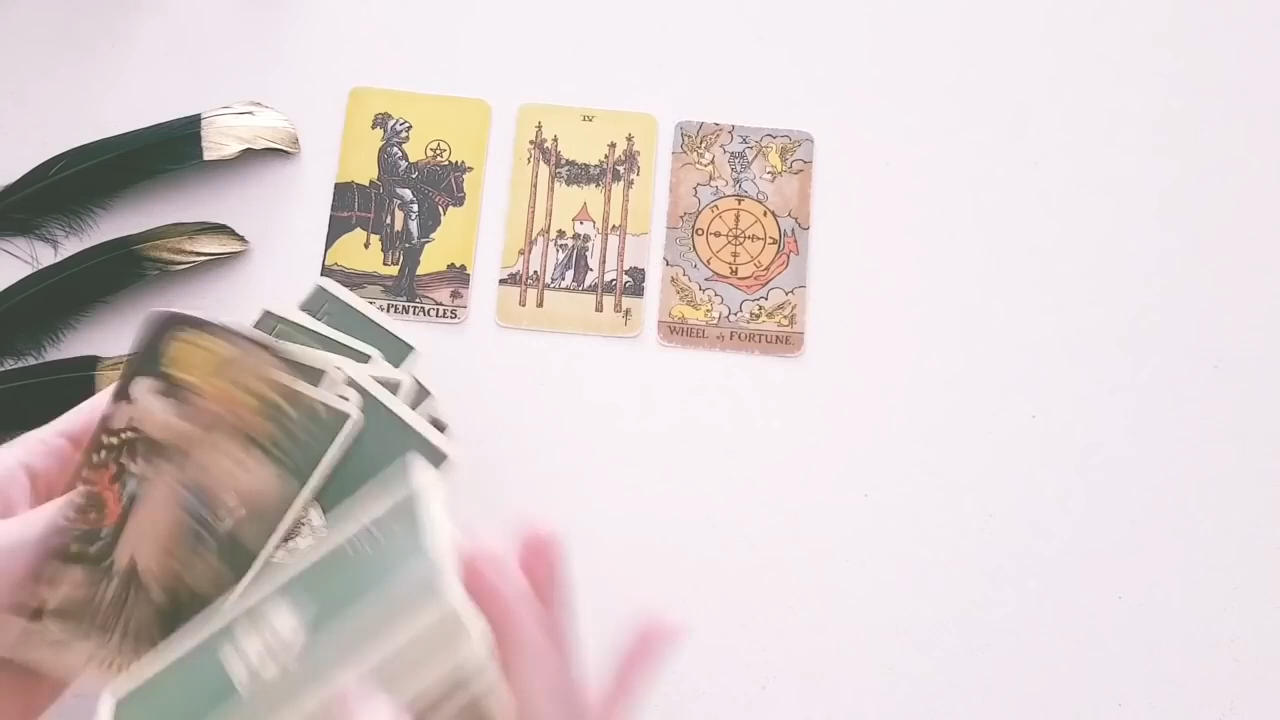 PENTACLES.
IV
X
WHEEL of FORTUNE.
T
A
R
O